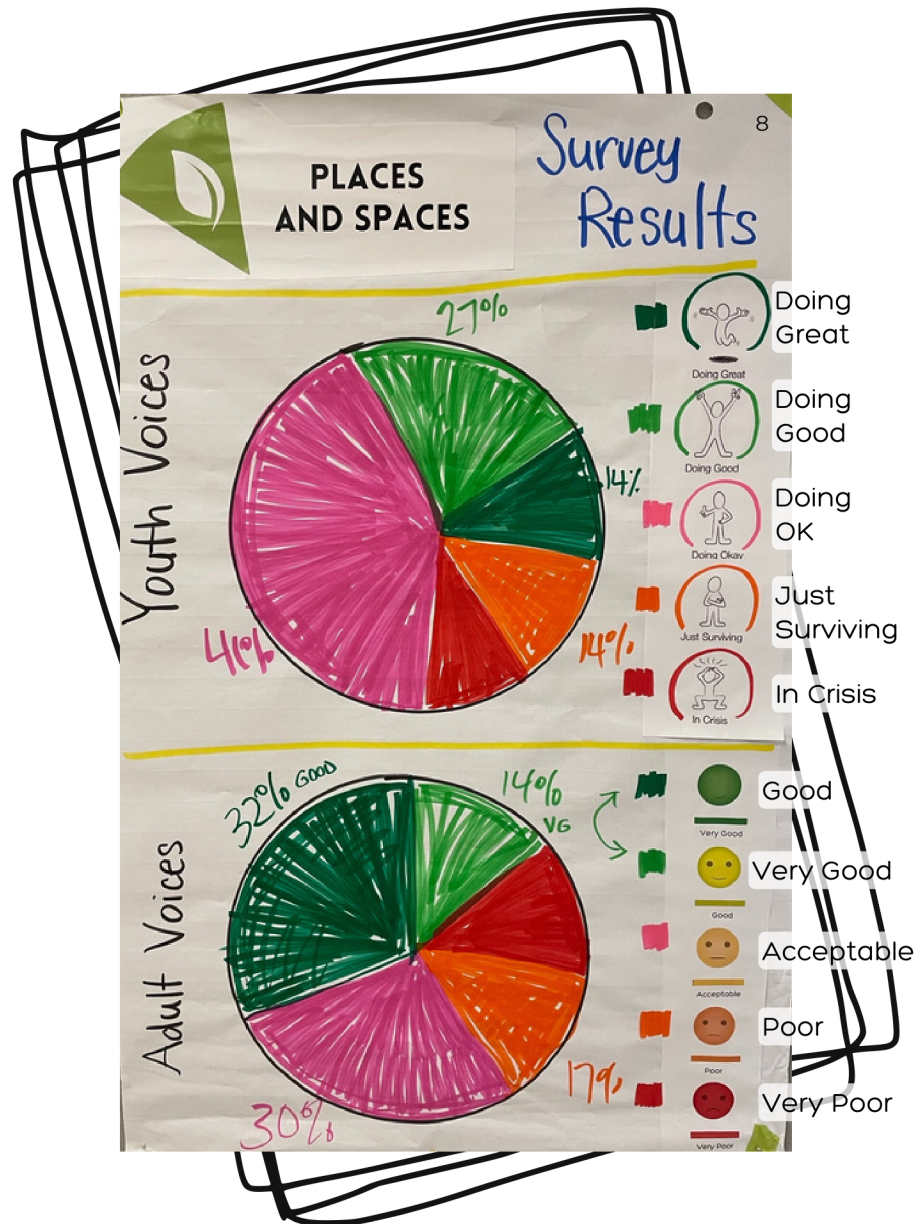 8
PLACES
AND SPACES
Survey
Results
Youth Voices
27%
14%
14%
41%
Doing
Great
Doing Great
Doing
Good
Doing Good
Doing
OK
Doing Okay
Just
Surviving
Just Surviving
In Crisis
In Crisis
Adult Voices
32% GOOD
14%
VG
17%
30%
Good
Very Good
Very Good
Good
Acceptable
Acceptable
Poor
Poor
Very Poor
Very Poor